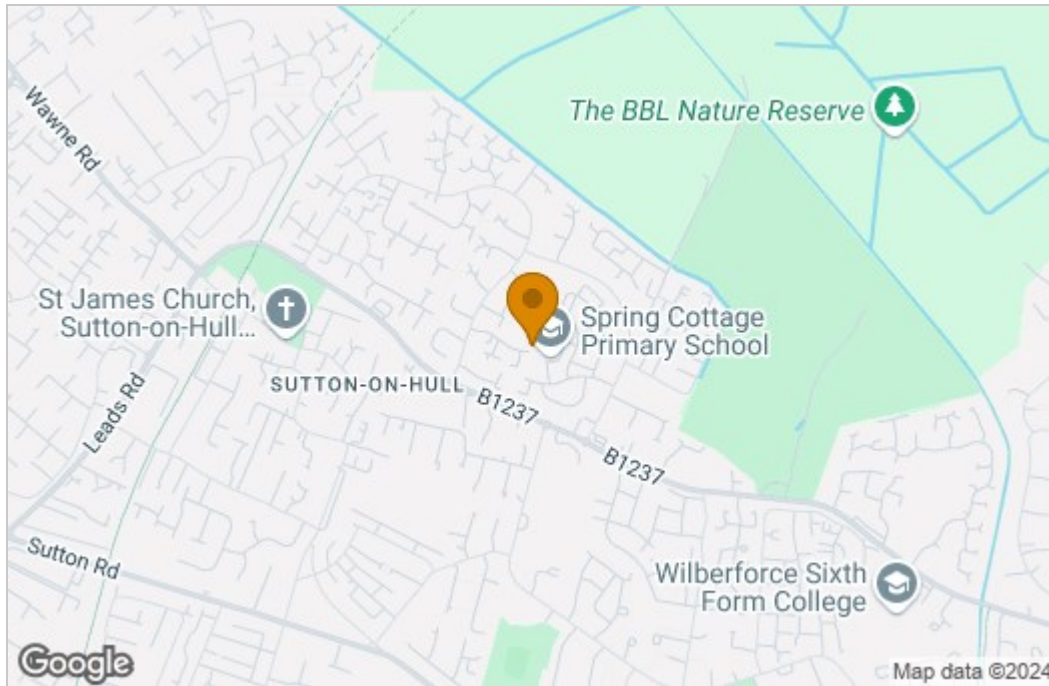 Wawne Rd
The BBL Nature Reserve
St James Church,
Sutton-on-Hull...
Spring Cottage
Primary School
SUTTON-ON-HULL
B1237
Leads Rd
B1237
Sutton Rd
Wilberforce Sixth
Form College
Google
Map data ©2024